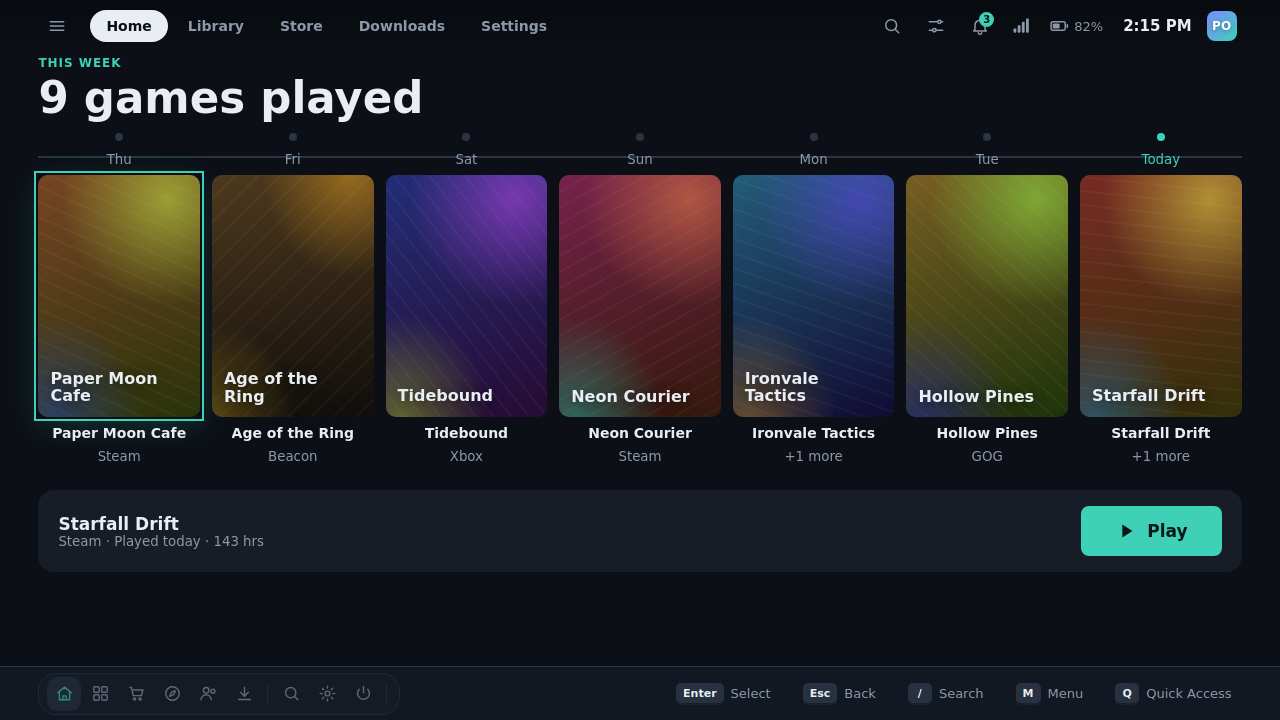 Home Library Store Downloads Settings 3 82% 2:15 PM PO
THIS WEEK
9 games played
Thu Fri Sat Sun Mon Tue Today
Paper Moon
Cafe
Age of the
Ring
Tidebound
Neon Courier
Ironvale
Tactics
Hollow Pines
Starfall Drift
Paper Moon Cafe Age of the Ring Tidebound Neon Courier Ironvale Tactics Hollow Pines Starfall Drift
Steam Beacon Xbox Steam +1 more GOG +1 more
Starfall Drift
Steam · Played today · 143 hrs
Play
Enter Select Esc Back / Search M Menu Q Quick Access